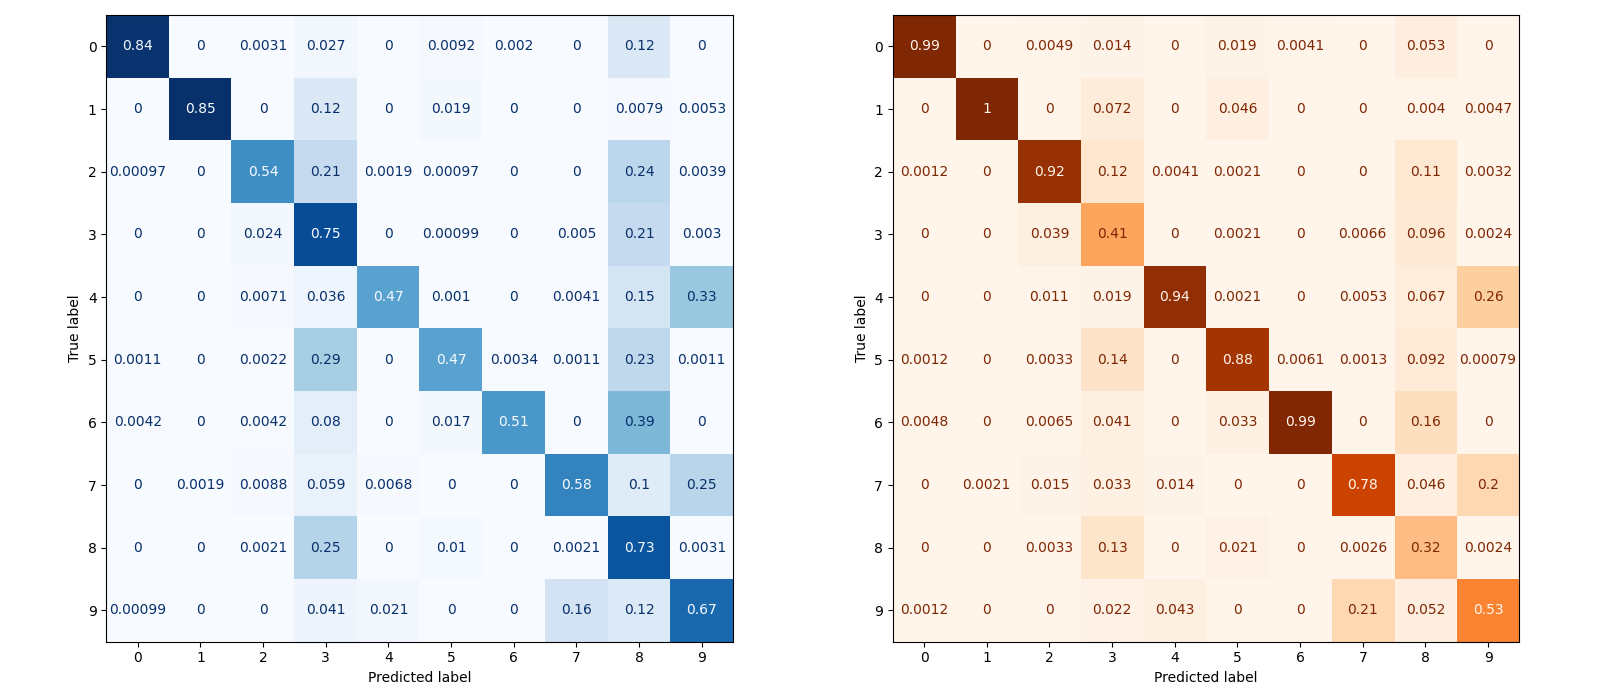 0 0.84 0 0.0031 0.027 0 0.0092 0.002 0 0.12 0
1 0 0.85 0 0.12 0 0.019 0 0 0.0079 0.0053
2 0.00097 0 0.54 0.21 0.0019 0.00097 0 0 0.24 0.0039
3 0 0 0.024 0.75 0 0.00099 0 0.005 0.21 0.003
4 0 0 0.0071 0.036 0.47 0.001 0 0.0041 0.15 0.33
5 0.0011 0 0.0022 0.29 0 0.47 0.0034 0.0011 0.23 0.0011
6 0.0042 0 0.0042 0.08 0 0.017 0.51 0 0.39 0
7 0 0.0019 0.0088 0.059 0.0068 0 0 0.58 0.1 0.25
8 0 0 0.0021 0.25 0 0.01 0 0.0021 0.73 0.0031
9 0.00099 0 0 0.041 0.021 0 0 0.16 0.12 0.67
0 1 2 3 4 5 6 7 8 9
Predicted label
True label
0 0.99 0 0.0049 0.014 0 0.019 0.0041 0 0.053 0
1 0 1 0 0.072 0 0.046 0 0 0.004 0.0047
2 0.0012 0 0.92 0.12 0.0041 0.0021 0 0 0.11 0.0032
3 0 0 0.039 0.41 0 0.0021 0 0.0066 0.096 0.0024
4 0 0 0.011 0.019 0.94 0.0021 0 0.0053 0.067 0.26
5 0.0012 0 0.0033 0.14 0 0.88 0.0061 0.0013 0.092 0.00079
6 0.0048 0 0.0065 0.041 0 0.033 0.99 0 0.16 0
7 0 0.0021 0.015 0.033 0.014 0 0 0.78 0.046 0.2
8 0 0 0.0033 0.13 0 0.021 0 0.0026 0.32 0.0024
9 0.0012 0 0 0.022 0.043 0 0 0.21 0.052 0.53
0 1 2 3 4 5 6 7 8 9
Predicted label
True label